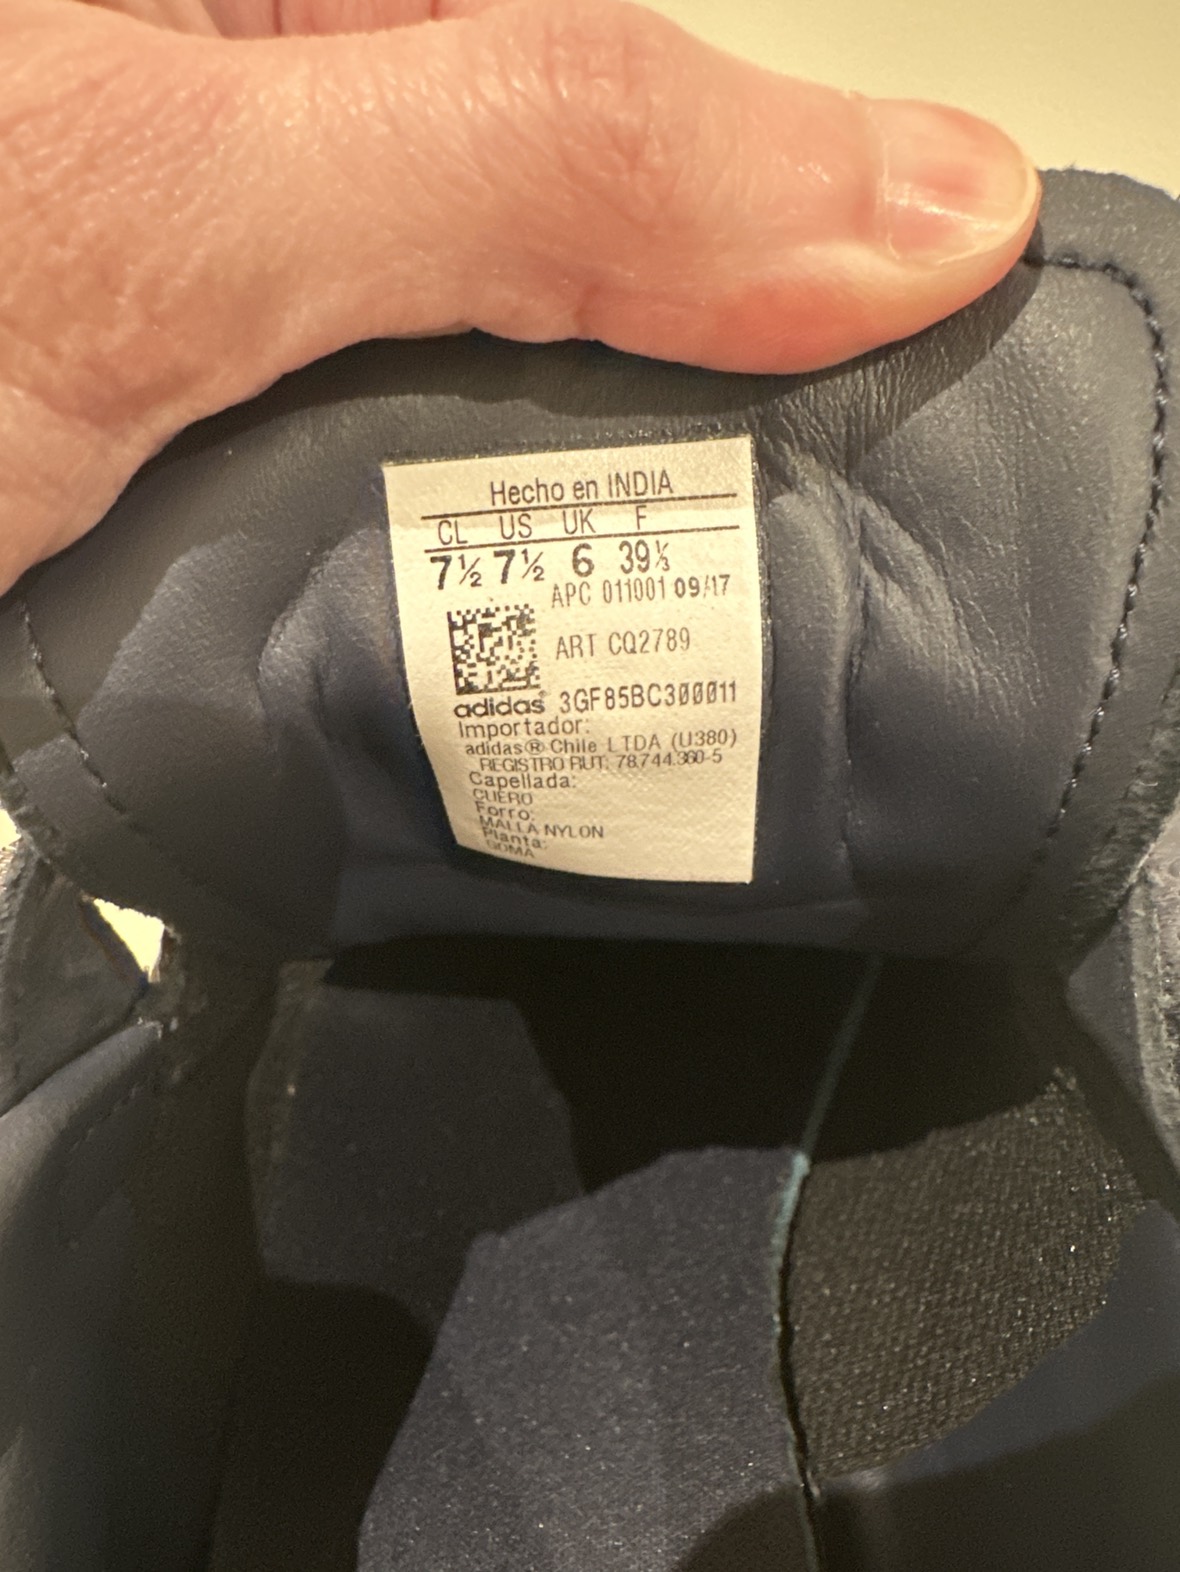 Hecho en INDIA
CL US UK F
7½ 7½ 6 39⅓
APC 011001 09/17
ART CQ2789
adidas 3GF85BC300011
Importador:
adidas® Chile LTDA (U380)
REGISTRO RUT: 78.744.360-5
Capellada:
CUERO
Forro:
MALLA NYLON
Planta:
GOMA